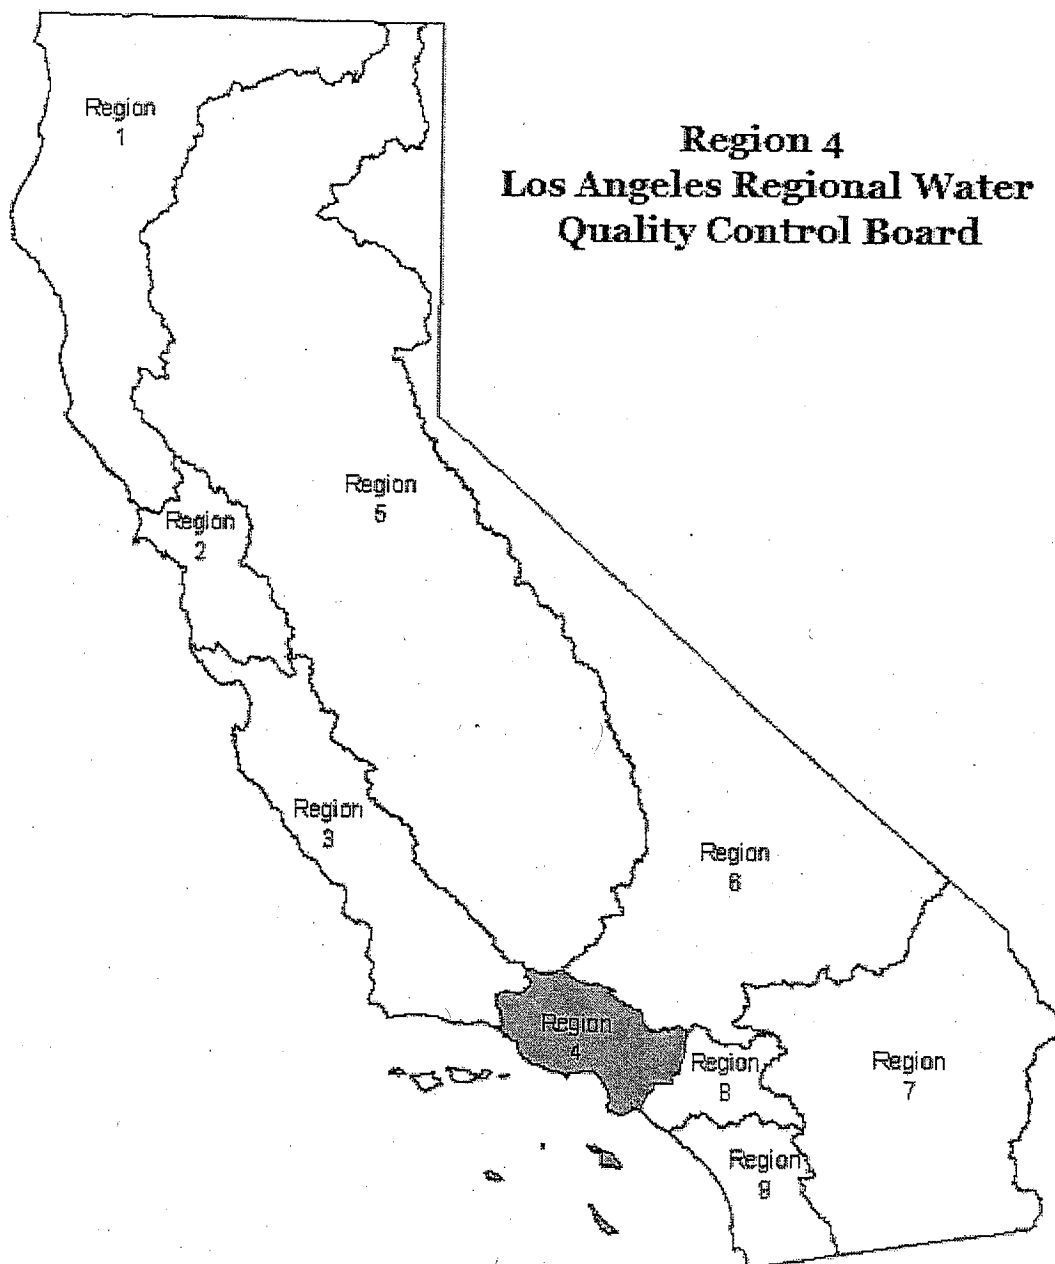 Region
1
Region 4
Los Angeles Regional Water
Quality Control Board
Region
5
Region
2
Region
3
Region
6
Region
4
Region
8
Region
7
Region
9